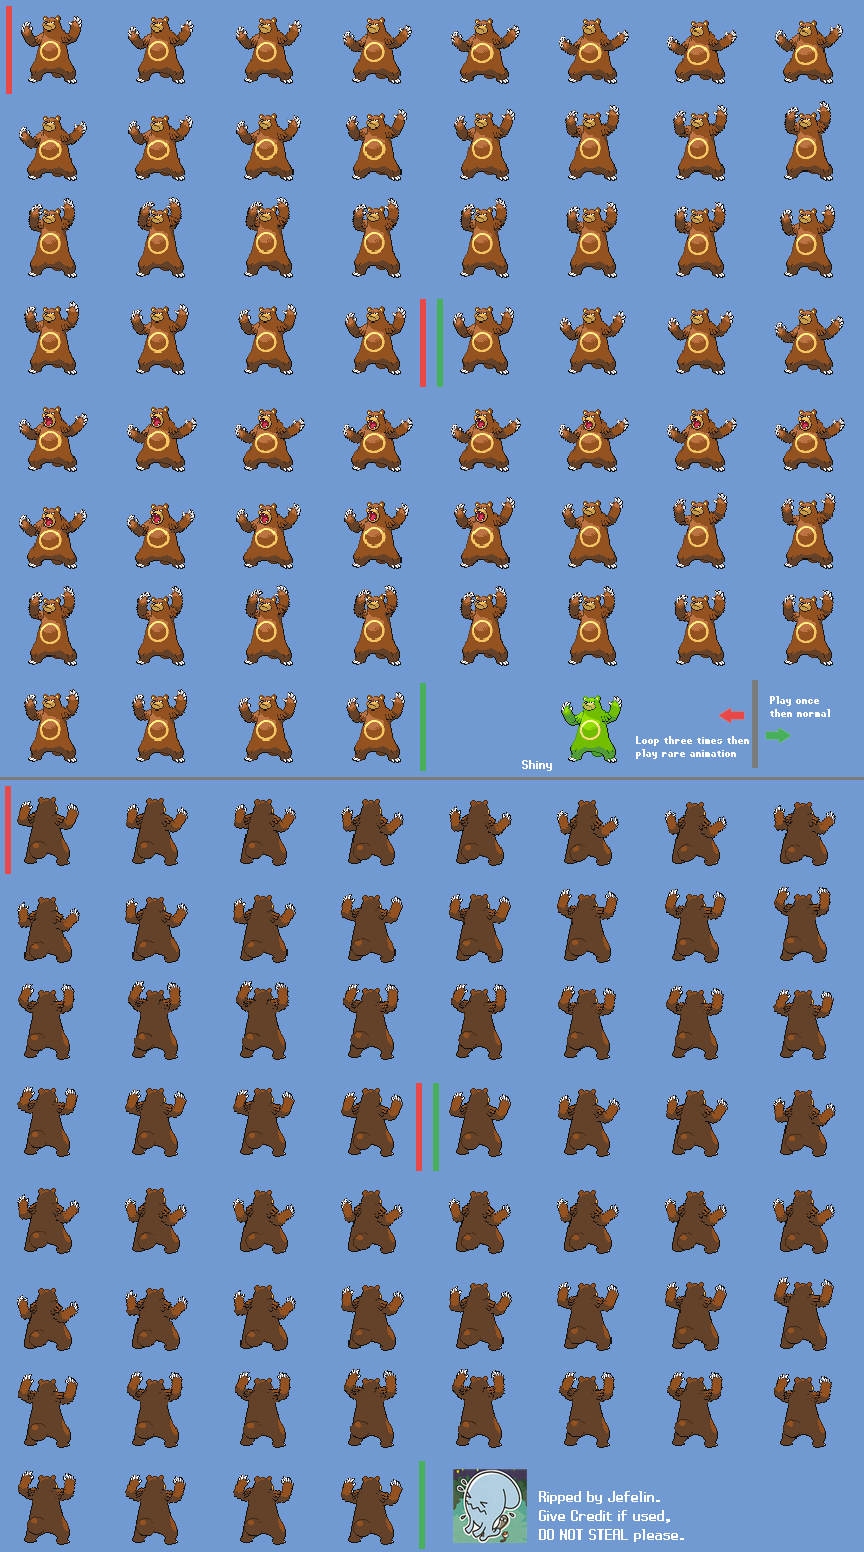 Play once
then normal
Loop three times then
play rare animation
Shiny
Ripped by Jefelin.
Give Credit if used,
DO NOT STEAL please.